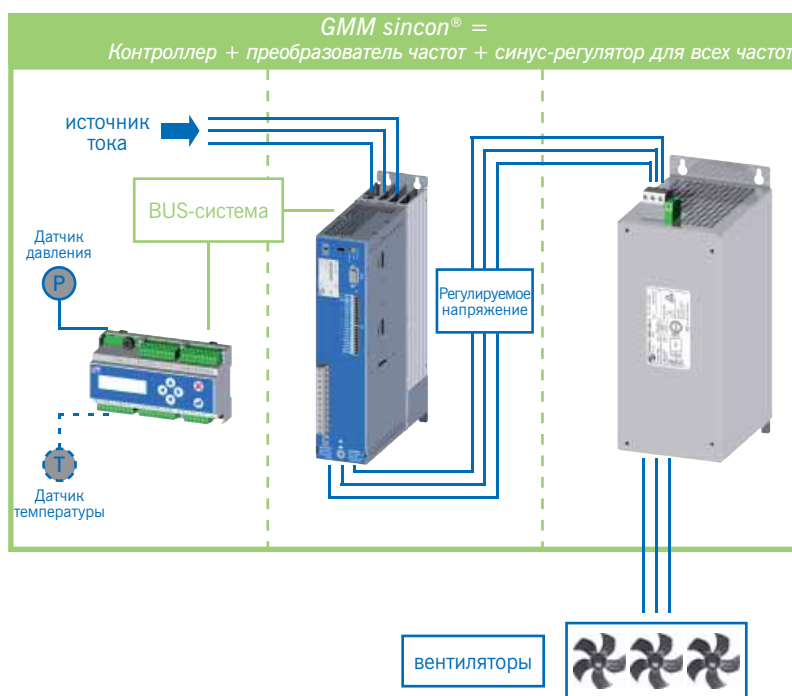 GMM sincon® =
Контроллер + преобразователь частот + синус-регулятор для всех частот
источник
тока
BUS-система
Датчик
давления
P
Регулируемое
напряжение
T
Датчик
температуры
вентиляторы